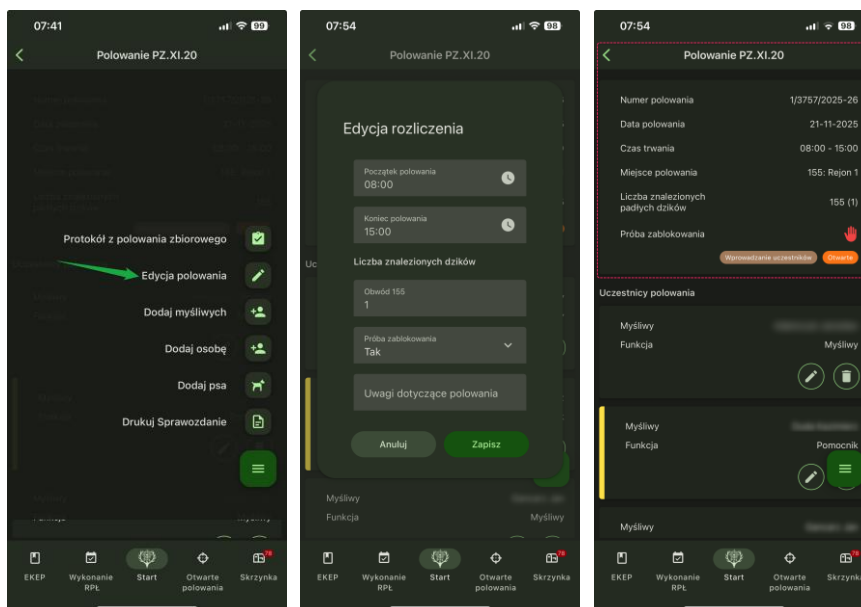 07:41
99
Polowanie PZ.XI.20
Protokół z polowania zbiorowego
Edycja polowania
Dodaj myśliwych
Dodaj osobę
Dodaj psa
Drukuj Sprawozdanie
78
EKEP
Wykonanie
RPŁ
Start
Otwarte
polowania
Skrzynka
07:54
98
Polowanie PZ.XI.20
Edycja rozliczenia
Początek polowania
08:00
Koniec polowania
15:00
Liczba znalezionych dzików
Obwód 155
1
Próba zablokowania
Tak
Uwagi dotyczące polowania
Anuluj
Zapisz
Myśliwy
Funkcja Myśliwy
78
EKEP
Wykonanie
RPŁ
Start
Otwarte
polowania
Skrzynka
07:54
98
Polowanie PZ.XI.20
Numer polowania 1/3757/2025-26
Data polowania 21-11-2025
Czas trwania 08:00 - 15:00
Miejsce polowania 155: Rejon 1
Liczba znalezionych
padłych dzików 155 (1)
Próba zablokowania
Wprowadzanie uczestników Otwarte
Uczestnicy polowania
Myśliwy
Funkcja Myśliwy
Myśliwy
Funkcja Pomocnik
Myśliwy
78
EKEP
Wykonanie
RPŁ
Start
Otwarte
polowania
Skrzynk